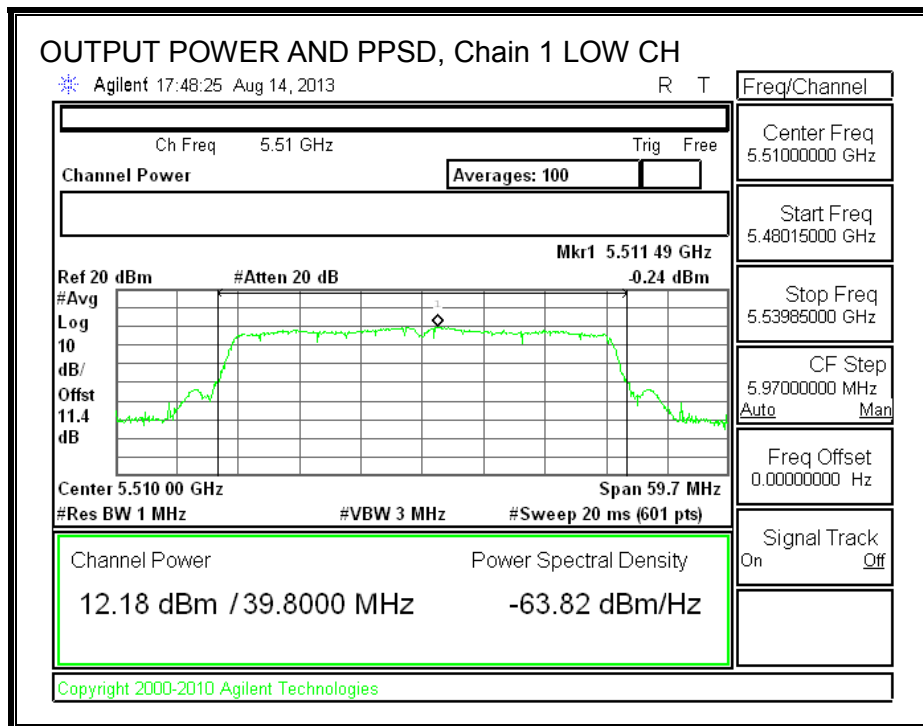 OUTPUT POWER AND PPSD, Chain 1 LOW CH
Agilent 17:48:25 Aug 14, 2013 R T
Freq/Channel
Ch Freq 5.51 GHz Trig Free
Channel Power Averages: 100
Center Freq
5.51000000 GHz
Start Freq
5.48015000 GHz
Stop Freq
5.53985000 GHz
CF Step
5.97000000 MHz
Auto Man
Freq Offset
0.00000000 Hz
Signal Track
On Off
Mkr1 5.511 49 GHz
Ref 20 dBm #Atten 20 dB -0.24 dBm
#Avg
Log
10
dB/
Offst
11.4
dB
1
Center 5.510 00 GHz Span 59.7 MHz
#Res BW 1 MHz #VBW 3 MHz #Sweep 20 ms (601 pts)
Channel Power Power Spectral Density
12.18 dBm / 39.8000 MHz -63.82 dBm/Hz
Copyright 2000-2010 Agilent Technologies